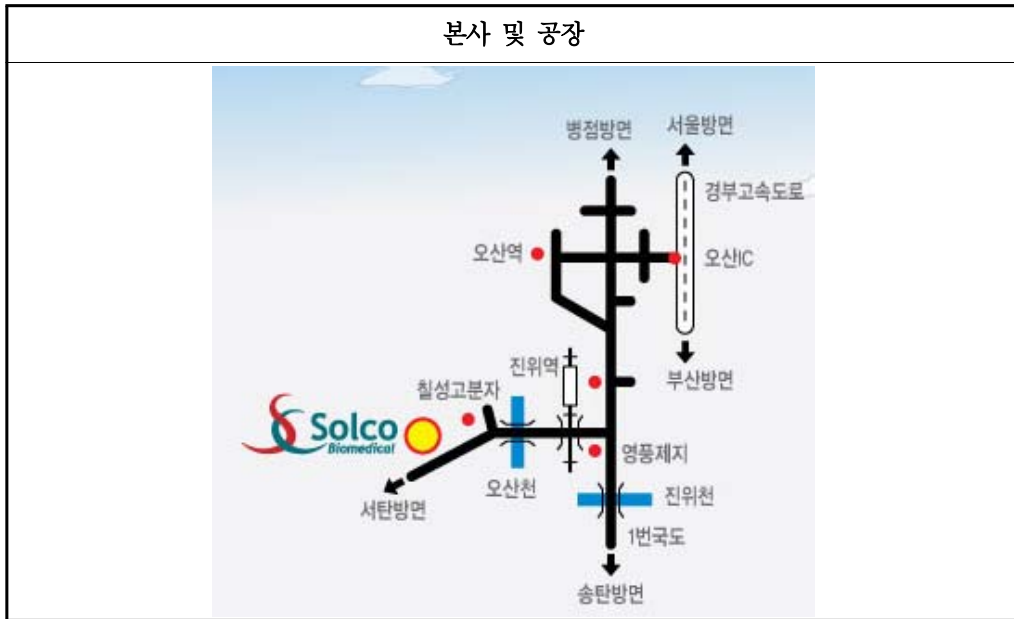 본사 및 공장
병점방면
서울방면
경부고속도로
오산역
오산IC
진위역
부산방면
칠성고분자
Solco
Biomedical
영풍제지
오산천
진위천
서탄방면
1번국도
송탄방면